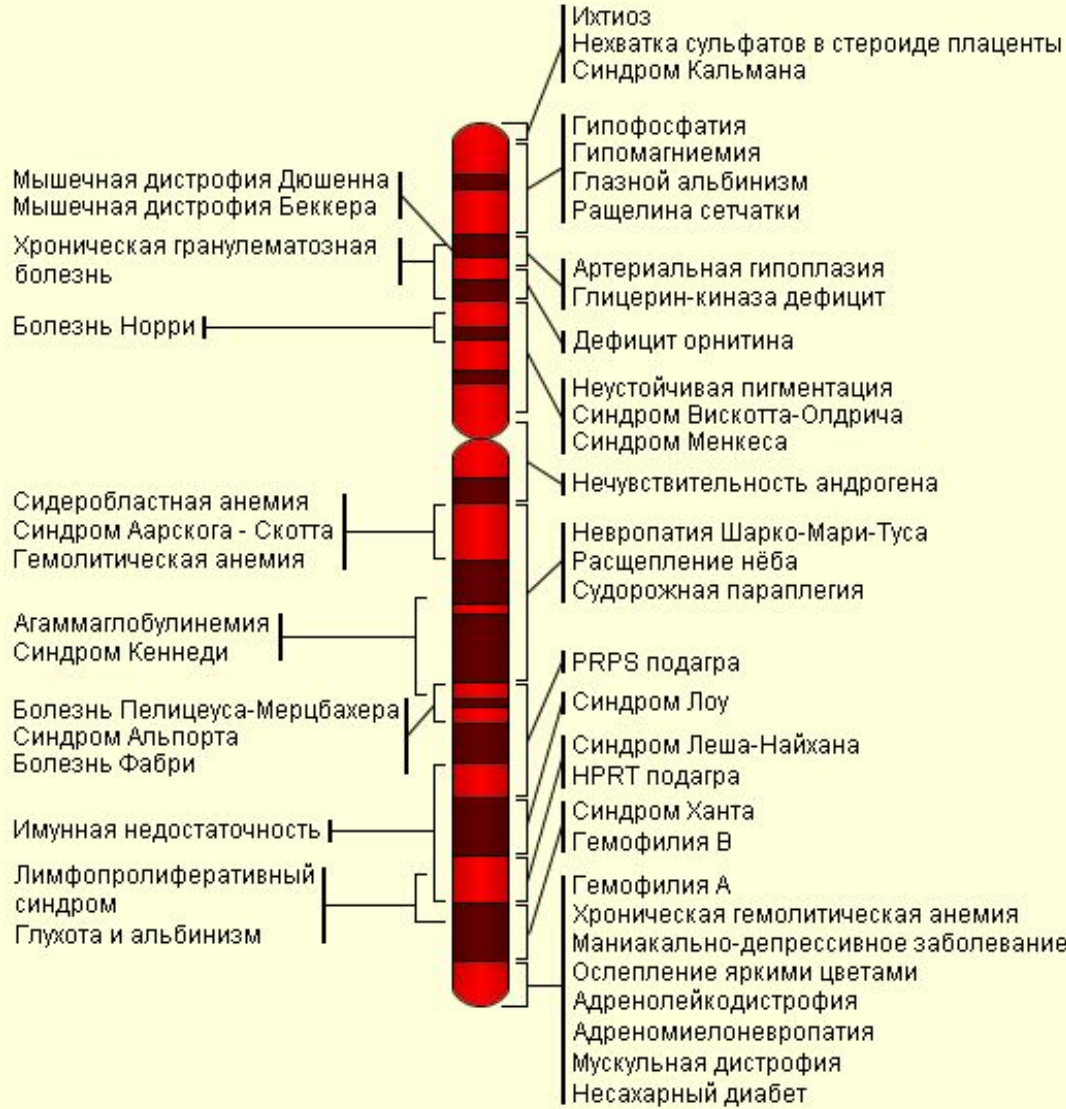 Ихтиоз
Нехватка сульфатов в стероиде плаценты
Синдром Кальмана
Гипофосфатия
Гипомагниемия
Глазной альбинизм
Ращелина сетчатки
Мышечная дистрофия Дюшенна
Мышечная дистрофия Беккера
Хроническая гранулематозная
болезнь
Артериальная гипоплазия
Глицерин-киназа дефицит
Болезнь Норри
Дефицит орнитина
Неустойчивая пигментация
Синдром Вискотта-Олдрича
Синдром Менкеса
Нечувствительность андрогена
Сидеробластная анемия
Синдром Аарскога - Скотта
Гемолитическая анемия
Невропатия Шарко-Мари-Туса
Расщепление нёба
Судорожная параплегия
Агаммаглобулинемия
Синдром Кеннеди
PRPS подагра
Синдром Лоу
Болезнь Пелицеуса-Мерцбахера
Синдром Альпорта
Болезнь Фабри
Синдром Леша-Найхана
HPRT подагра
Синдром Ханта
Гемофилия В
Имунная недостаточность
Лимфопролиферативный
синдром
Глухота и альбинизм
Гемофилия А
Хроническая гемолитическая анемия
Маниакально-депрессивное заболевание
Ослепление яркими цветами
Адренолейкодистрофия
Адреномиелоневропатия
Мускульная дистрофия
Несахарный диабет